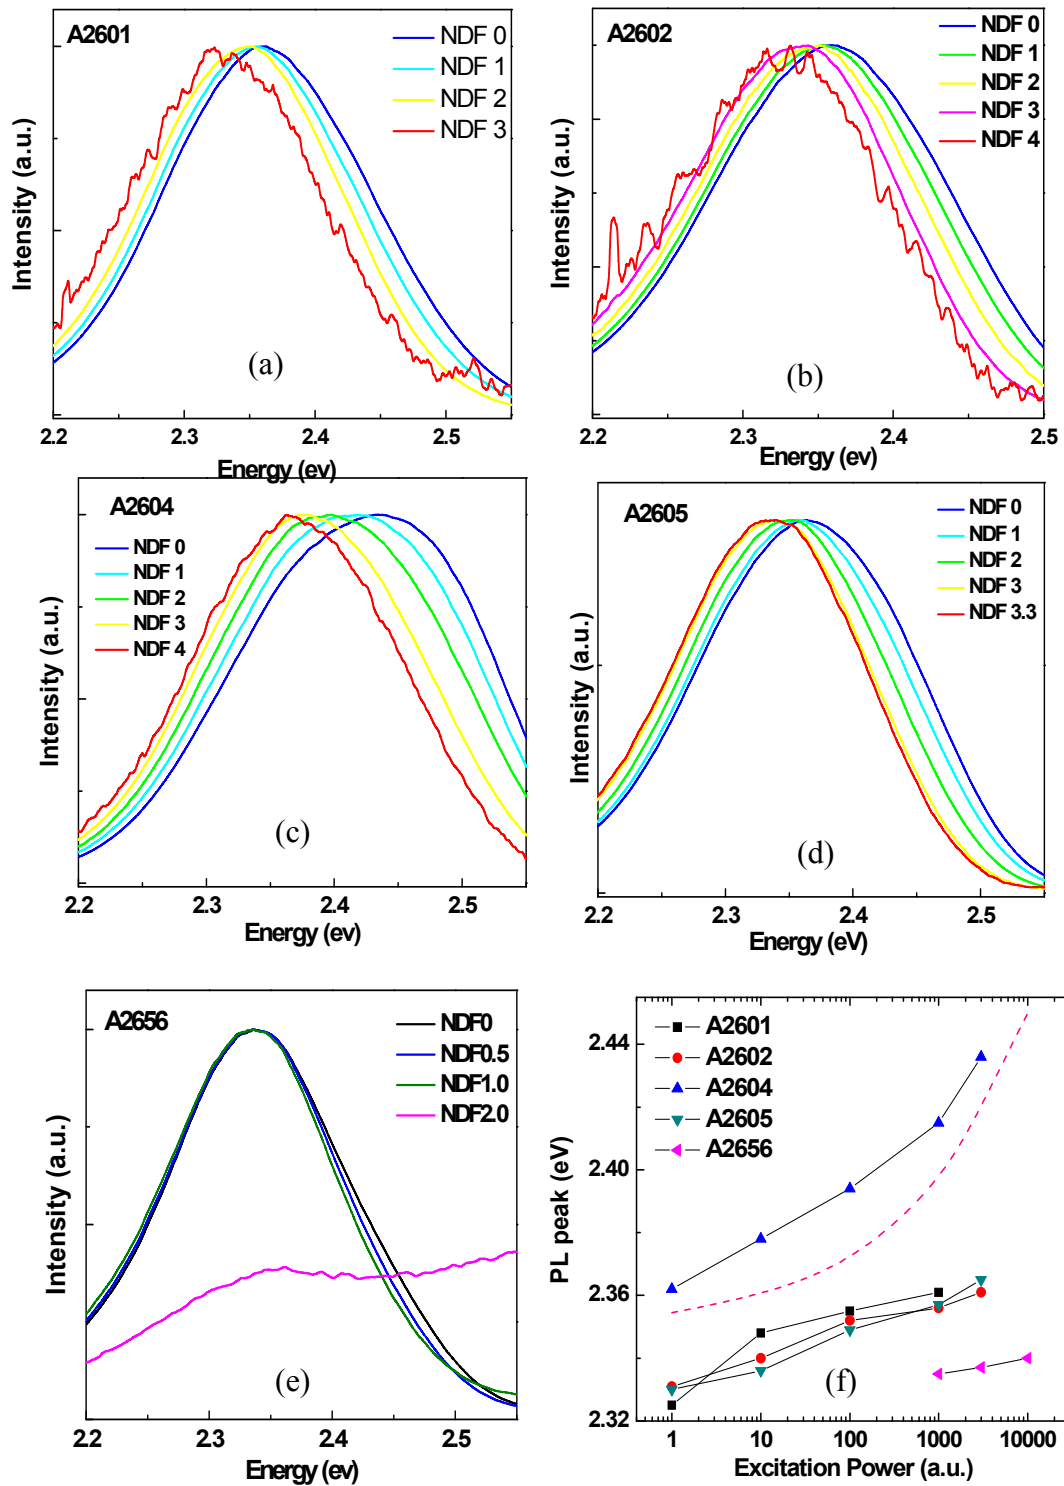 A2601
NDF 0
NDF 1
NDF 2
NDF 3
Intensity (a.u.)
(a)
2.2 2.3 2.4 2.5
Energy (ev)
A2602
NDF 0
NDF 1
NDF 2
NDF 3
NDF 4
Intensity (a.u.)
(b)
2.2 2.3 2.4 2.5
Energy (ev)
A2604
NDF 0
NDF 1
NDF 2
NDF 3
NDF 4
Intensity (a.u.)
(c)
2.2 2.3 2.4 2.5
Energy (ev)
A2605
NDF 0
NDF 1
NDF 2
NDF 3
NDF 3.3
Intensity (a.u.)
(d)
2.2 2.3 2.4 2.5
Energy (eV)
A2656
NDF0
NDF0.5
NDF1.0
NDF2.0
Intensity (a.u.)
(e)
2.2 2.3 2.4 2.5
Energy (ev)
A2601
A2602
A2604
A2605
A2656
PL peak (eV)
2.44
2.40
2.36
2.32
(f)
1 10 100 1000 10000
Excitation Power (a.u.)